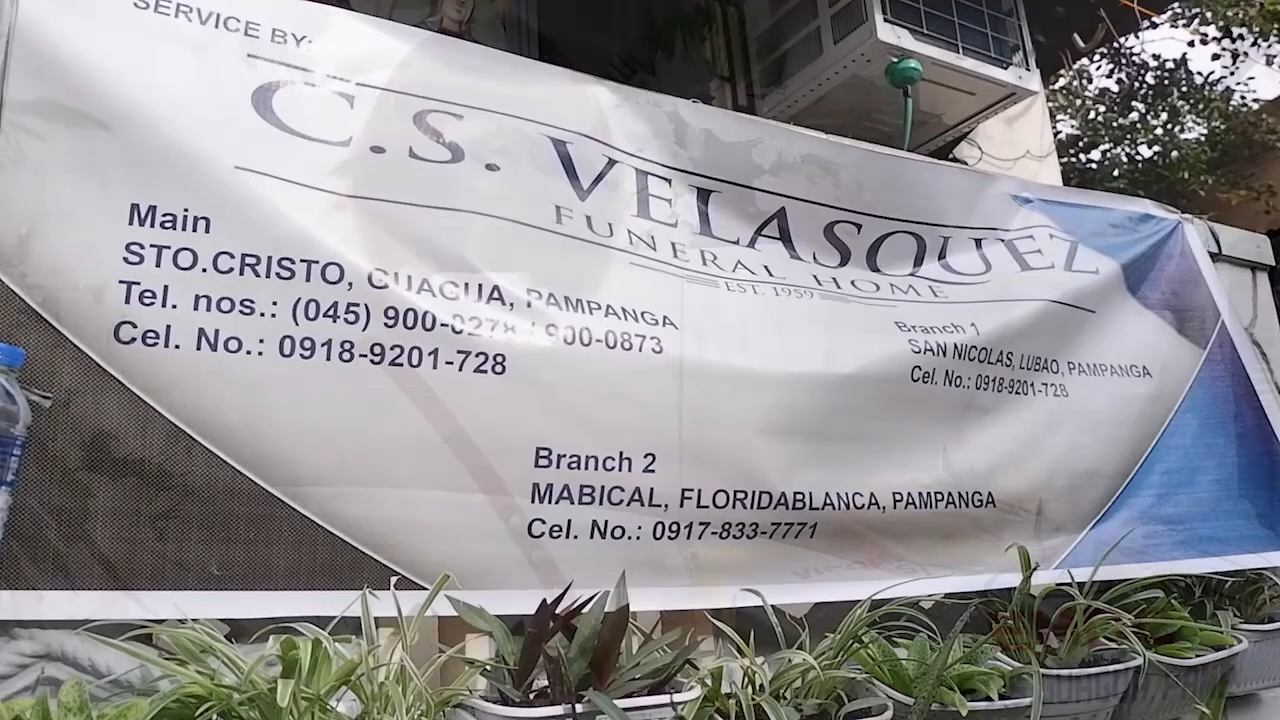 SERVICE BY:
C.S. VELASQUEZ
FUNERAL HOME
EST. 1959
Main
STO.CRISTO, GUAGUA, PAMPANGA
Tel. nos.: (045) 900-0278 / 900-0873
Cel. No.: 0918-9201-728
Branch 1
SAN NICOLAS, LUBAO, PAMPANGA
Cel. No.: 0918-9201-728
Branch 2
MABICAL, FLORIDABLANCA, PAMPANGA
Cel. No.: 0917-833-7771